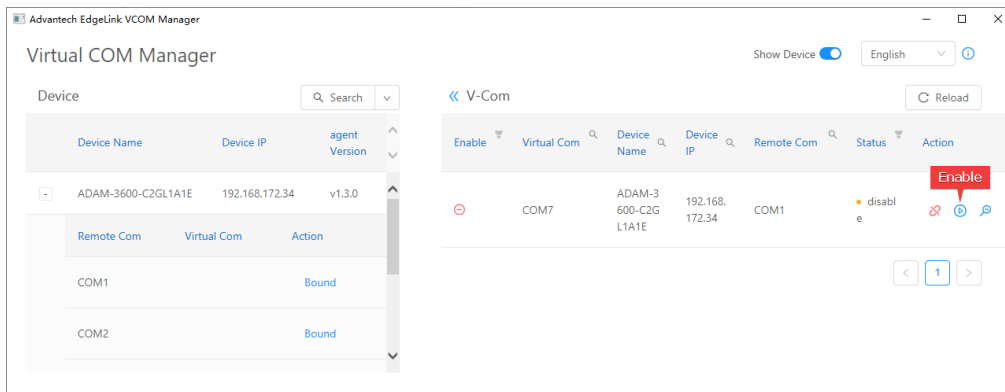 Advantech EdgeLink VCOM Manager
Virtual COM Manager
Show Device
English
Device
Search
V-Com
Reload
Device Name
Device IP
agent
Version
Enable
Virtual Com
Device
Name
Device
IP
Remote Com
Status
Action
Enable
ADAM-3600-C2GL1A1E
192.168.172.34
v1.3.0
COM7
ADAM-3
600-C2G
L1A1E
192.168.
172.34
COM1
disabl
e
Remote Com
Virtual Com
Action
COM1
Bound
1
COM2
Bound